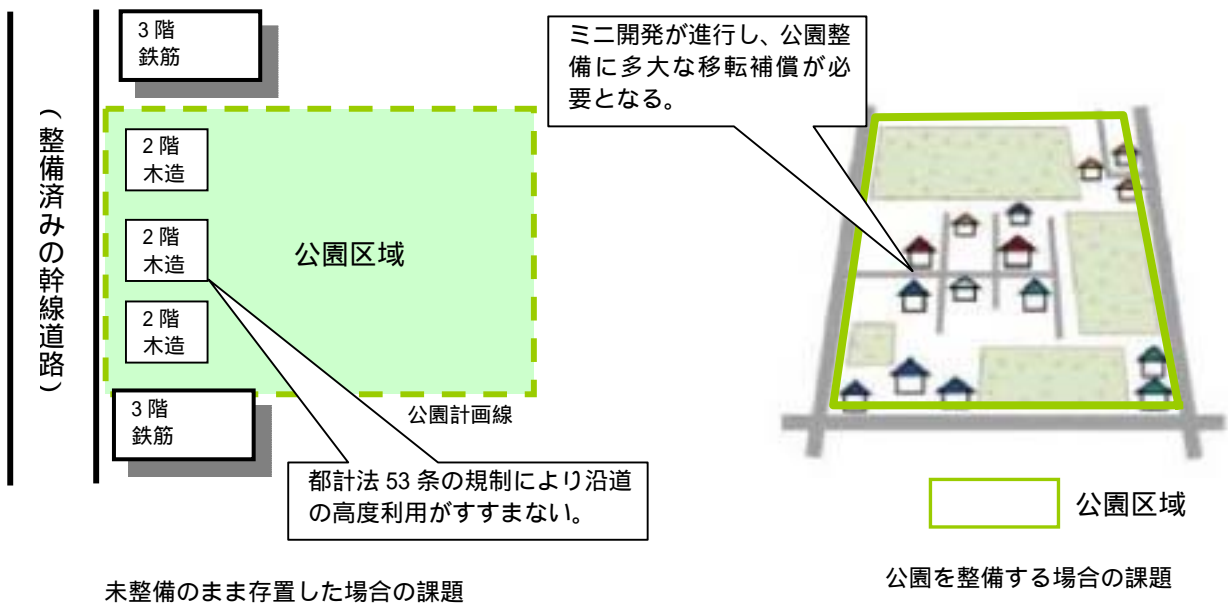 3 階
鉄筋
(整備済みの幹線道路)
2 階
木造
2 階
木造
2 階
木造
公園区域
3 階
鉄筋
公園計画線
都計法 53 条の規制により沿道
の高度利用がすすまない。
未整備のまま存置した場合の課題
ミニ開発が進行し、公園整
備に多大な移転補償が必
要となる。
公園区域
公園を整備する場合の課題